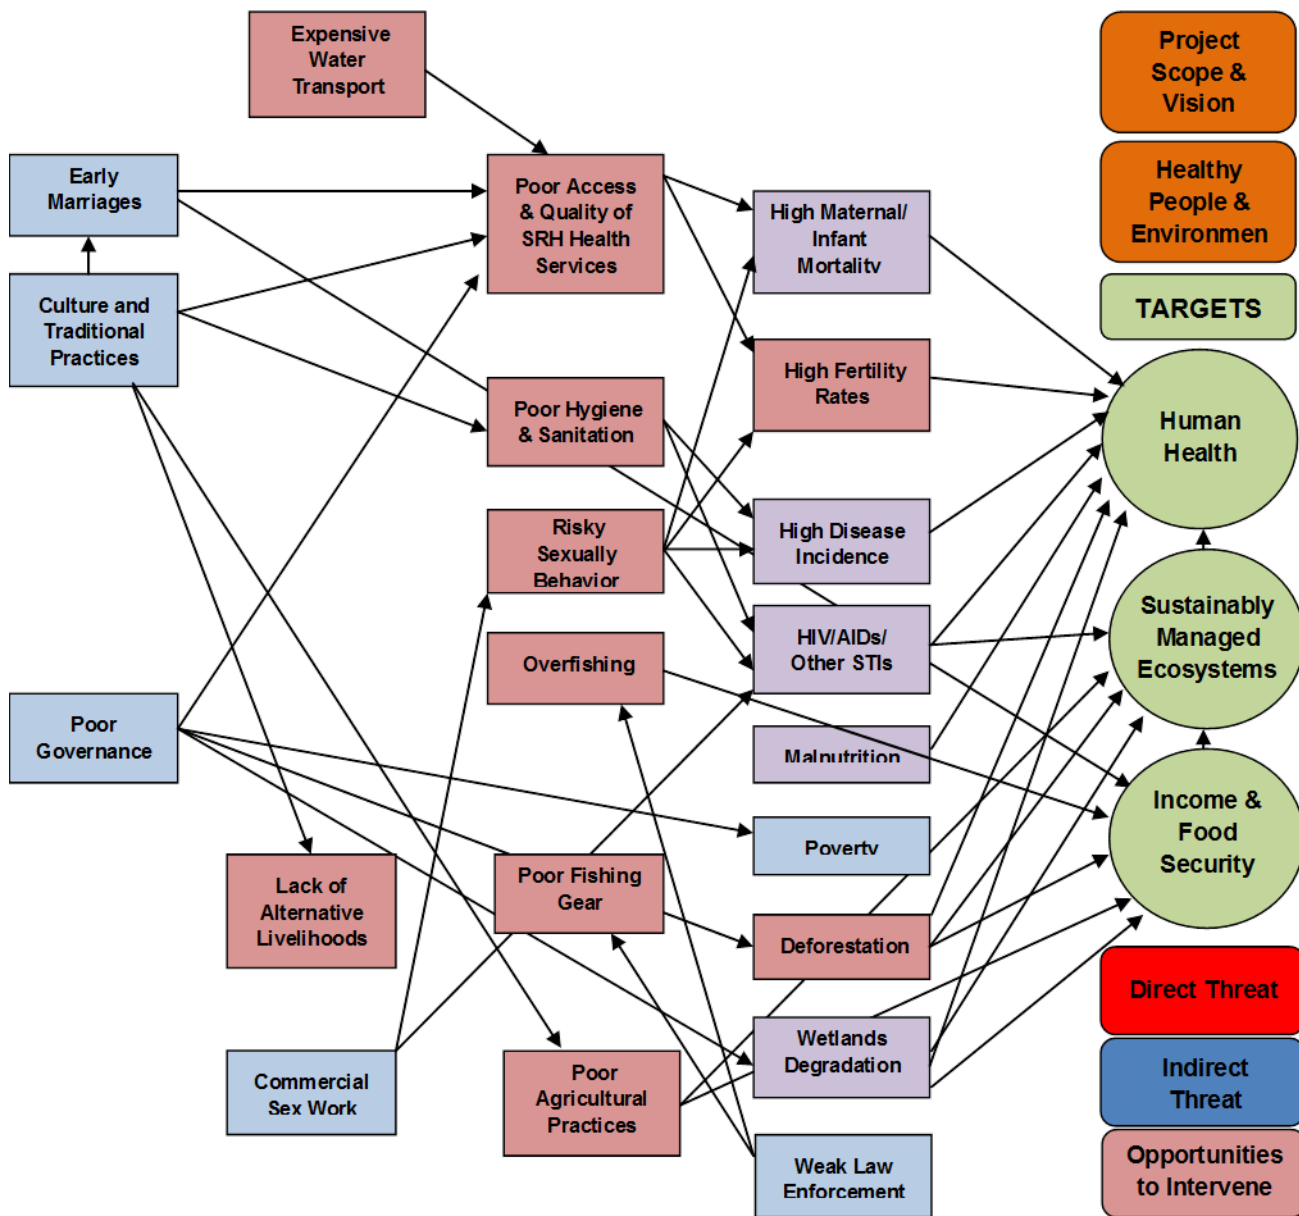 Expensive
Water
Transport
Project
Scope &
Vision
Early
Marriages
Poor Access
& Quality of
SRH Health
Services
High Maternal/
Infant
Mortality
Healthy
People &
Environmen
Culture and
Traditional
Practices
TARGETS
High Fertility
Rates
Human
Health
Poor Hygiene
& Sanitation
Risky
Sexually
Behavior
High Disease
Incidence
Sustainably
Managed
Ecosystems
HIV/AIDs/
Other STIs
Overfishing
Poor
Governance
Malnutrition
Income &
Food
Security
Poverty
Lack of
Alternative
Livelihoods
Poor Fishing
Gear
Deforestation
Direct Threat
Commercial
Sex Work
Poor
Agricultural
Practices
Wetlands
Degradation
Indirect
Threat
Weak Law
Enforcement
Opportunities
to Intervene